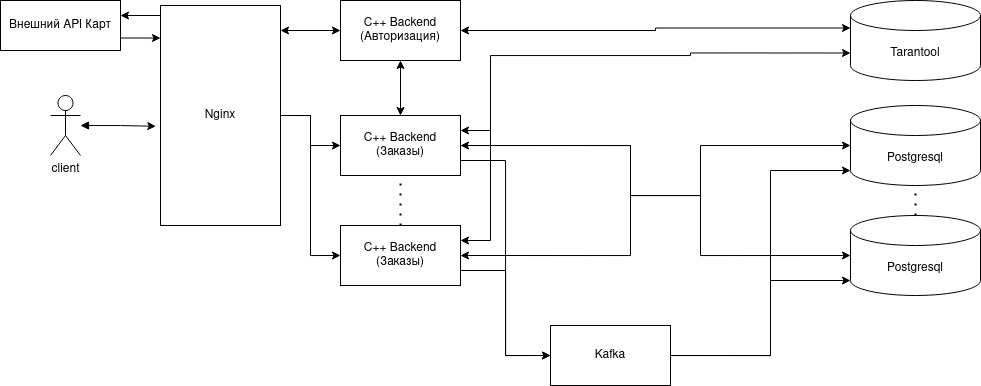 Внешний API Карт
C++ Backend
(Авторизация)
Tarantool
Nginx
client
C++ Backend
(Заказы)
Postgresql
C++ Backend
(Заказы)
Postgresql
Kafka